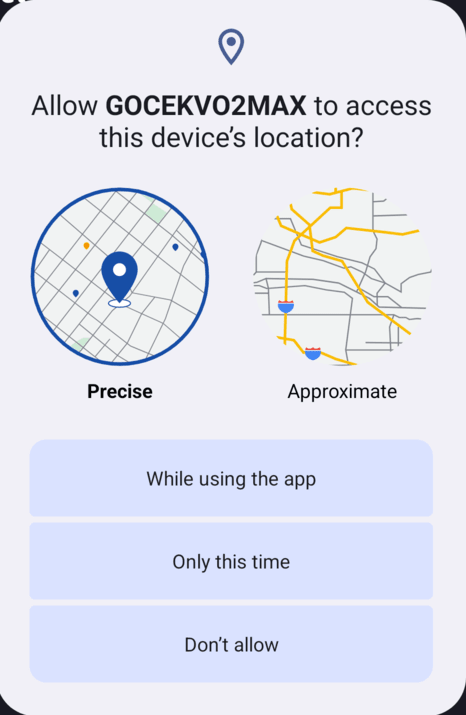 Allow GOCEKVO2MAX to access
this device's location?
Precise
Approximate
While using the app
Only this time
Don't allow